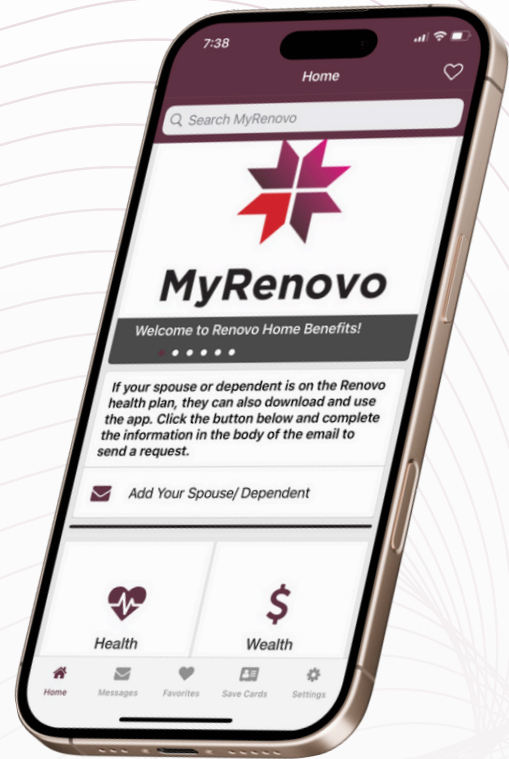 7:38
Home
Search MyRenovo
MyRenovo
Welcome to Renovo Home Benefits!
If your spouse or dependent is on the Renovo
health plan, they can also download and use
the app. Click the button below and complete
the information in the body of the email to
send a request.
Add Your Spouse/ Dependent
Health
Wealth
Home
Messages
Favorites
Save Cards
Settings